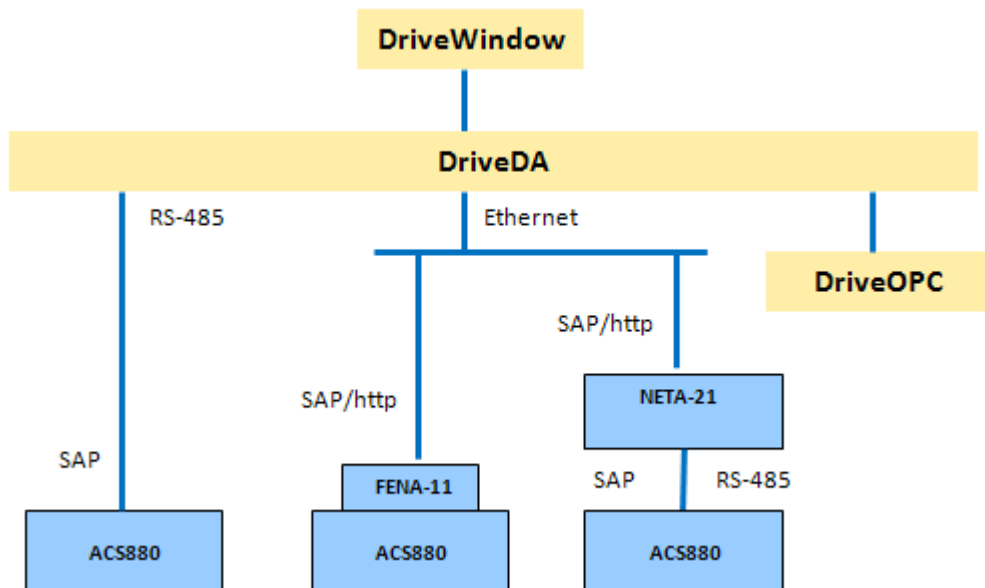 DriveWindow
DriveDA
RS-485
Ethernet
DriveOPC
SAP/http
SAP/http
NETA-21
SAP
FENA-11
SAP
RS-485
ACS880
ACS880
ACS880